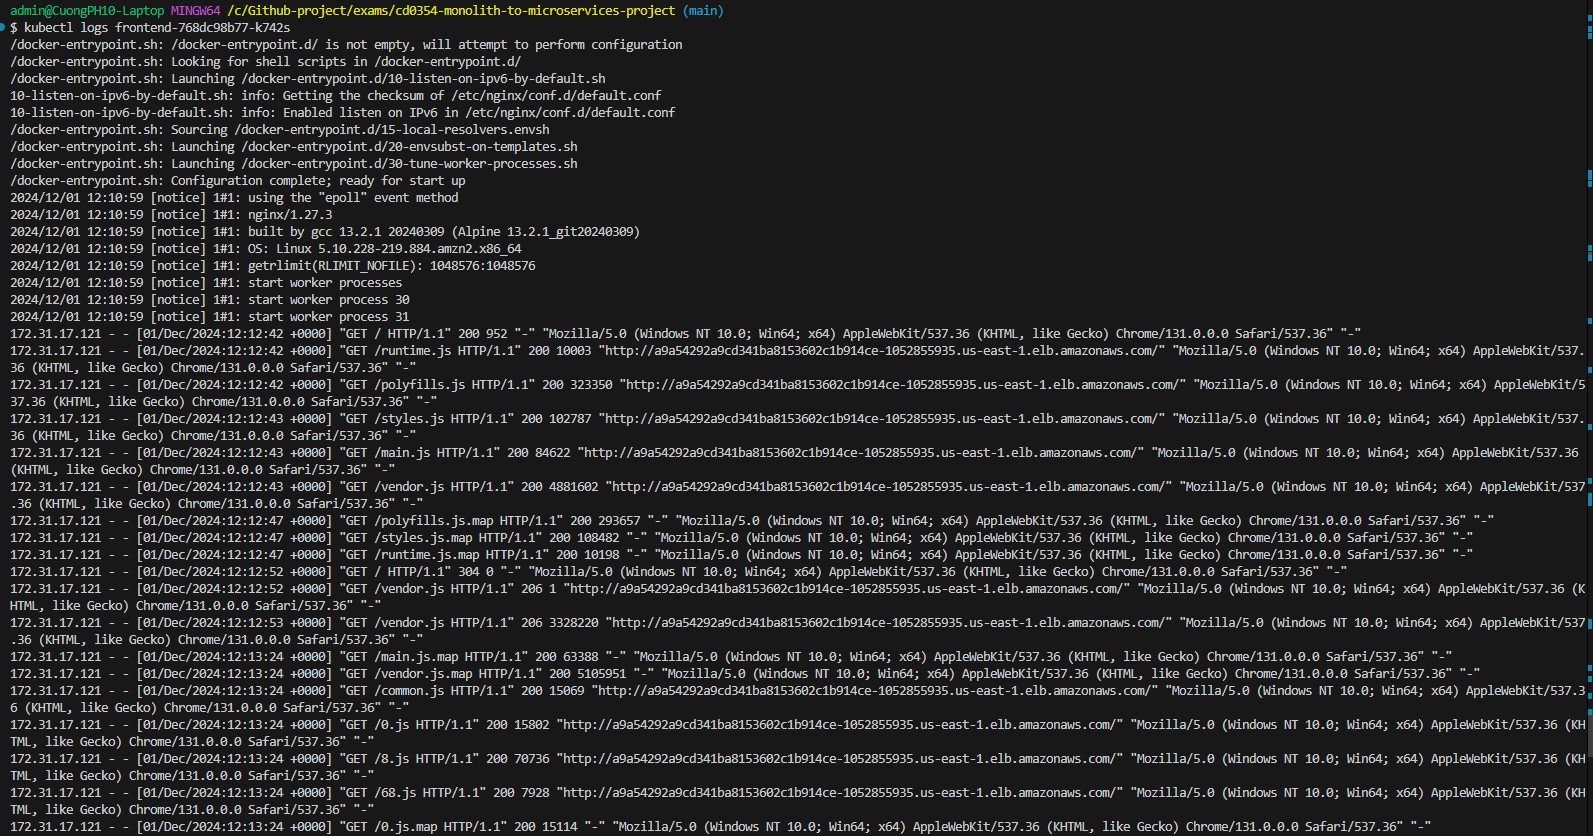 admin@CuongPH10-Laptop MINGW64 /c/Github-project/exams/cd0354-monolith-to-microservices-project (main)
$ kubectl logs frontend-768dc98b77-k742s
/docker-entrypoint.sh: /docker-entrypoint.d/ is not empty, will attempt to perform configuration
/docker-entrypoint.sh: Looking for shell scripts in /docker-entrypoint.d/
/docker-entrypoint.sh: Launching /docker-entrypoint.d/10-listen-on-ipv6-by-default.sh
10-listen-on-ipv6-by-default.sh: info: Getting the checksum of /etc/nginx/conf.d/default.conf
10-listen-on-ipv6-by-default.sh: info: Enabled listen on IPv6 in /etc/nginx/conf.d/default.conf
/docker-entrypoint.sh: Sourcing /docker-entrypoint.d/15-local-resolvers.envsh
/docker-entrypoint.sh: Launching /docker-entrypoint.d/20-envsubst-on-templates.sh
/docker-entrypoint.sh: Launching /docker-entrypoint.d/30-tune-worker-processes.sh
/docker-entrypoint.sh: Configuration complete; ready for start up
2024/12/01 12:10:59 [notice] 1#1: using the "epoll" event method
2024/12/01 12:10:59 [notice] 1#1: nginx/1.27.3
2024/12/01 12:10:59 [notice] 1#1: built by gcc 13.2.1 20240309 (Alpine 13.2.1_git20240309)
2024/12/01 12:10:59 [notice] 1#1: OS: Linux 5.10.228-219.884.amzn2.x86_64
2024/12/01 12:10:59 [notice] 1#1: getrlimit(RLIMIT_NOFILE): 1048576:1048576
2024/12/01 12:10:59 [notice] 1#1: start worker processes
2024/12/01 12:10:59 [notice] 1#1: start worker process 30
2024/12/01 12:10:59 [notice] 1#1: start worker process 31
172.31.17.121 - - [01/Dec/2024:12:12:42 +0000] "GET / HTTP/1.1" 200 952 "-" "Mozilla/5.0 (Windows NT 10.0; Win64; x64) AppleWebKit/537.36 (KHTML, like Gecko) Chrome/131.0.0.0 Safari/537.36" "-"
172.31.17.121 - - [01/Dec/2024:12:12:42 +0000] "GET /runtime.js HTTP/1.1" 200 10003 "http://a9a54292a9cd341ba8153602c1b914ce-1052855935.us-east-1.elb.amazonaws.com/" "Mozilla/5.0 (Windows NT 10.0; Win64; x64) AppleWebKit/537.
36 (KHTML, like Gecko) Chrome/131.0.0.0 Safari/537.36" "-"
172.31.17.121 - - [01/Dec/2024:12:12:42 +0000] "GET /polyfills.js HTTP/1.1" 200 323350 "http://a9a54292a9cd341ba8153602c1b914ce-1052855935.us-east-1.elb.amazonaws.com/" "Mozilla/5.0 (Windows NT 10.0; Win64; x64) AppleWebKit/5
37.36 (KHTML, like Gecko) Chrome/131.0.0.0 Safari/537.36" "-"
172.31.17.121 - - [01/Dec/2024:12:12:43 +0000] "GET /styles.js HTTP/1.1" 200 102787 "http://a9a54292a9cd341ba8153602c1b914ce-1052855935.us-east-1.elb.amazonaws.com/" "Mozilla/5.0 (Windows NT 10.0; Win64; x64) AppleWebKit/537.
36 (KHTML, like Gecko) Chrome/131.0.0.0 Safari/537.36" "-"
172.31.17.121 - - [01/Dec/2024:12:12:43 +0000] "GET /main.js HTTP/1.1" 200 84622 "http://a9a54292a9cd341ba8153602c1b914ce-1052855935.us-east-1.elb.amazonaws.com/" "Mozilla/5.0 (Windows NT 10.0; Win64; x64) AppleWebKit/537.36
(KHTML, like Gecko) Chrome/131.0.0.0 Safari/537.36" "-"
172.31.17.121 - - [01/Dec/2024:12:12:43 +0000] "GET /vendor.js HTTP/1.1" 200 4881602 "http://a9a54292a9cd341ba8153602c1b914ce-1052855935.us-east-1.elb.amazonaws.com/" "Mozilla/5.0 (Windows NT 10.0; Win64; x64) AppleWebKit/537
.36 (KHTML, like Gecko) Chrome/131.0.0.0 Safari/537.36" "-"
172.31.17.121 - - [01/Dec/2024:12:12:47 +0000] "GET /polyfills.js.map HTTP/1.1" 200 293657 "-" "Mozilla/5.0 (Windows NT 10.0; Win64; x64) AppleWebKit/537.36 (KHTML, like Gecko) Chrome/131.0.0.0 Safari/537.36" "-"
172.31.17.121 - - [01/Dec/2024:12:12:47 +0000] "GET /styles.js.map HTTP/1.1" 200 108482 "-" "Mozilla/5.0 (Windows NT 10.0; Win64; x64) AppleWebKit/537.36 (KHTML, like Gecko) Chrome/131.0.0.0 Safari/537.36" "-"
172.31.17.121 - - [01/Dec/2024:12:12:47 +0000] "GET /runtime.js.map HTTP/1.1" 200 10198 "-" "Mozilla/5.0 (Windows NT 10.0; Win64; x64) AppleWebKit/537.36 (KHTML, like Gecko) Chrome/131.0.0.0 Safari/537.36" "-"
172.31.17.121 - - [01/Dec/2024:12:12:52 +0000] "GET / HTTP/1.1" 304 0 "-" "Mozilla/5.0 (Windows NT 10.0; Win64; x64) AppleWebKit/537.36 (KHTML, like Gecko) Chrome/131.0.0.0 Safari/537.36" "-"
172.31.17.121 - - [01/Dec/2024:12:12:52 +0000] "GET /vendor.js HTTP/1.1" 206 1 "http://a9a54292a9cd341ba8153602c1b914ce-1052855935.us-east-1.elb.amazonaws.com/" "Mozilla/5.0 (Windows NT 10.0; Win64; x64) AppleWebKit/537.36 (K
HTML, like Gecko) Chrome/131.0.0.0 Safari/537.36" "-"
172.31.17.121 - - [01/Dec/2024:12:12:53 +0000] "GET /vendor.js HTTP/1.1" 206 3328220 "http://a9a54292a9cd341ba8153602c1b914ce-1052855935.us-east-1.elb.amazonaws.com/" "Mozilla/5.0 (Windows NT 10.0; Win64; x64) AppleWebKit/537
.36 (KHTML, like Gecko) Chrome/131.0.0.0 Safari/537.36" "-"
172.31.17.121 - - [01/Dec/2024:12:13:24 +0000] "GET /main.js.map HTTP/1.1" 200 63388 "-" "Mozilla/5.0 (Windows NT 10.0; Win64; x64) AppleWebKit/537.36 (KHTML, like Gecko) Chrome/131.0.0.0 Safari/537.36" "-"
172.31.17.121 - - [01/Dec/2024:12:13:24 +0000] "GET /vendor.js.map HTTP/1.1" 200 5105951 "-" "Mozilla/5.0 (Windows NT 10.0; Win64; x64) AppleWebKit/537.36 (KHTML, like Gecko) Chrome/131.0.0.0 Safari/537.36" "-"
172.31.17.121 - - [01/Dec/2024:12:13:24 +0000] "GET /common.js HTTP/1.1" 200 15069 "http://a9a54292a9cd341ba8153602c1b914ce-1052855935.us-east-1.elb.amazonaws.com/" "Mozilla/5.0 (Windows NT 10.0; Win64; x64) AppleWebKit/537.3
6 (KHTML, like Gecko) Chrome/131.0.0.0 Safari/537.36" "-"
172.31.17.121 - - [01/Dec/2024:12:13:24 +0000] "GET /0.js HTTP/1.1" 200 15802 "http://a9a54292a9cd341ba8153602c1b914ce-1052855935.us-east-1.elb.amazonaws.com/" "Mozilla/5.0 (Windows NT 10.0; Win64; x64) AppleWebKit/537.36 (KH
TML, like Gecko) Chrome/131.0.0.0 Safari/537.36" "-"
172.31.17.121 - - [01/Dec/2024:12:13:24 +0000] "GET /8.js HTTP/1.1" 200 70736 "http://a9a54292a9cd341ba8153602c1b914ce-1052855935.us-east-1.elb.amazonaws.com/" "Mozilla/5.0 (Windows NT 10.0; Win64; x64) AppleWebKit/537.36 (KH
TML, like Gecko) Chrome/131.0.0.0 Safari/537.36" "-"
172.31.17.121 - - [01/Dec/2024:12:13:24 +0000] "GET /68.js HTTP/1.1" 200 7928 "http://a9a54292a9cd341ba8153602c1b914ce-1052855935.us-east-1.elb.amazonaws.com/" "Mozilla/5.0 (Windows NT 10.0; Win64; x64) AppleWebKit/537.36 (KH
TML, like Gecko) Chrome/131.0.0.0 Safari/537.36" "-"
172.31.17.121 - - [01/Dec/2024:12:13:24 +0000] "GET /0.js.map HTTP/1.1" 200 15114 "-" "Mozilla/5.0 (Windows NT 10.0; Win64; x64) AppleWebKit/537.36 (KHTML, like Gecko) Chrome/131.0.0.0 Safari/537.36" "-"